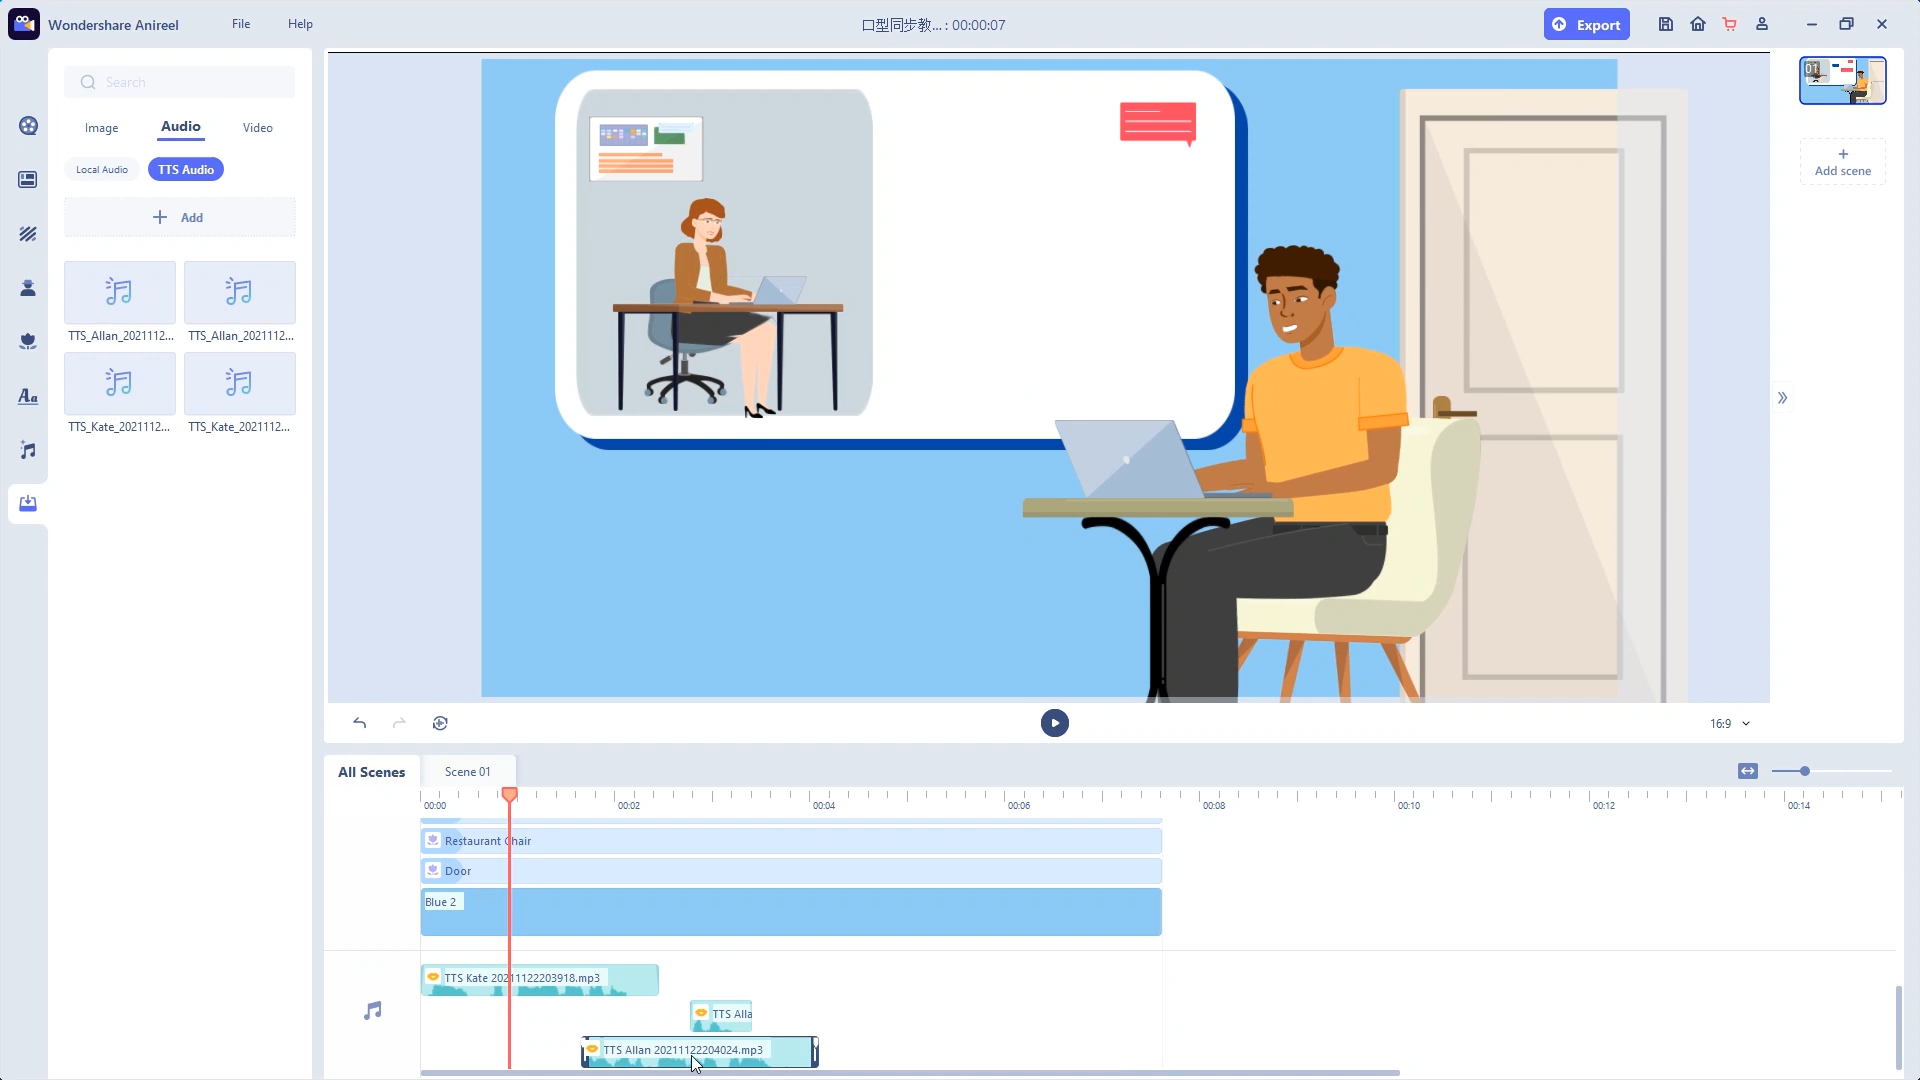 Wondershare Anireel
File
Help
口型同步教... : 00:00:07
Export
Search
Image
Audio
Video
Local Audio
TTS Audio
Add
TTS_Allan_2021112...
TTS_Allan_2021112...
TTS_Kate_2021112...
TTS_Kate_2021112...
01
Add scene
16:9
All Scenes
Scene 01
00:00
00:02
00:04
00:06
00:08
00:10
00:12
00:14
Restaurant Chair
Door
Blue 2
TTS Kate 20211122203918.mp3
TTS Alla
TTS Allan 20211122204024.mp3